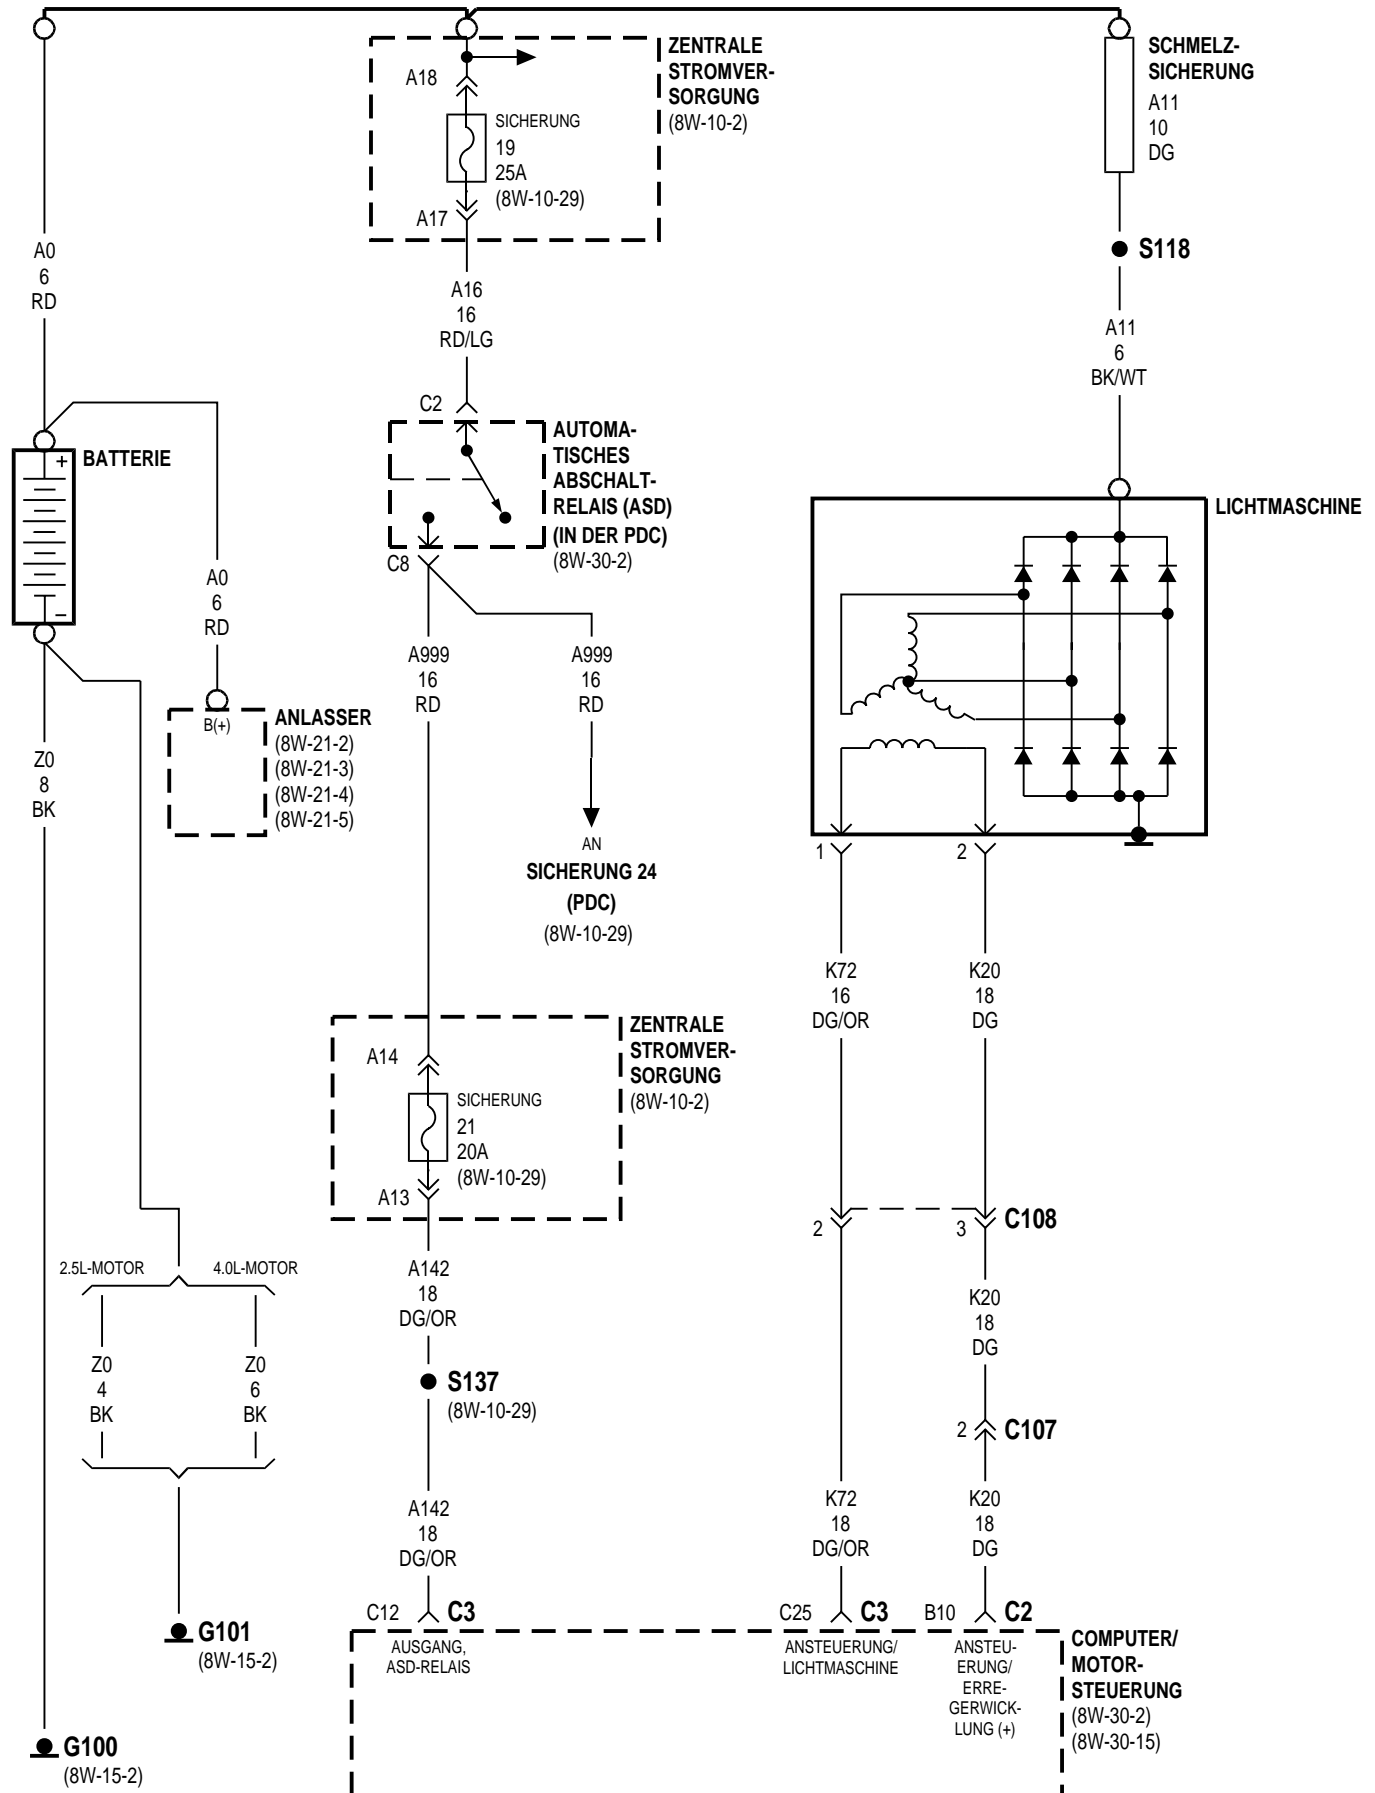 ZENTRALE
STROMVER-
SORGUNG
(8W-10-2)
A18
SICHERUNG
19
25A
(8W-10-29)
A17
SCHMELZ-
SICHERUNG
A11
10
DG
S118
A0
6
RD
A16
16
RD/LG
A11
6
BK/WT
C2
BATTERIE
+
–
AUTOMA-
TISCHES
ABSCHALT-
RELAIS (ASD)
(IN DER PDC)
(8W-30-2)
C8
LICHTMASCHINE
A0
6
RD
A999
16
RD
A999
16
RD
B(+)
ANLASSER
(8W-21-2)
(8W-21-3)
(8W-21-4)
(8W-21-5)
Z0
8
BK
AN
SICHERUNG 24
(PDC)
(8W-10-29)
1
2
K72
16
DG/OR
K20
18
DG
ZENTRALE
STROMVER-
SORGUNG
(8W-10-2)
A14
SICHERUNG
21
20A
(8W-10-29)
A13
2
3
C108
2.5L-MOTOR
4.0L-MOTOR
A142
18
DG/OR
K20
18
DG
Z0
4
BK
Z0
6
BK
S137
(8W-10-29)
2
C107
A142
18
DG/OR
K72
18
DG/OR
K20
18
DG
C12
C3
C25
C3
B10
C2
G101
(8W-15-2)
AUSGANG,
ASD-RELAIS
ANSTEUERUNG/
LICHTMASCHINE
ANSTEU-
ERUNG/
ERRE-
GERWICK-
LUNG (+)
COMPUTER/
MOTOR-
STEUERUNG
(8W-30-2)
(8W-30-15)
G100
(8W-15-2)